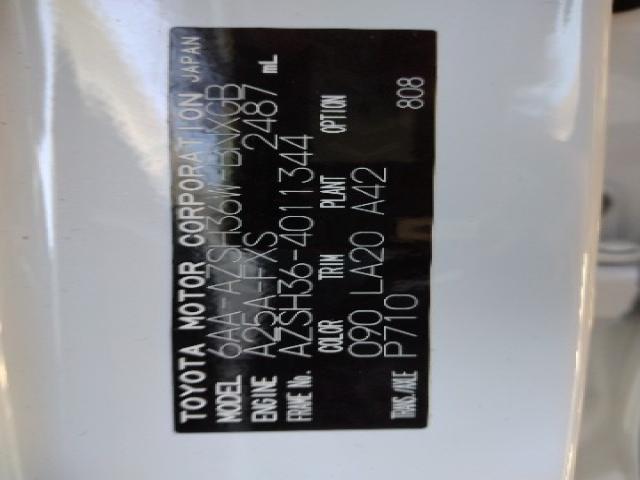 TOYOTA MOTOR CORPORATION JAPAN
MODEL 6AA-AZSH36W-BNXGB
ENGINE A25A-FXS 2487 mL
FRAME No. AZSH36-4011344
COLOR TRIM PLANT OPTION
090 LA20 A42 808
TRANS./AXLE P710